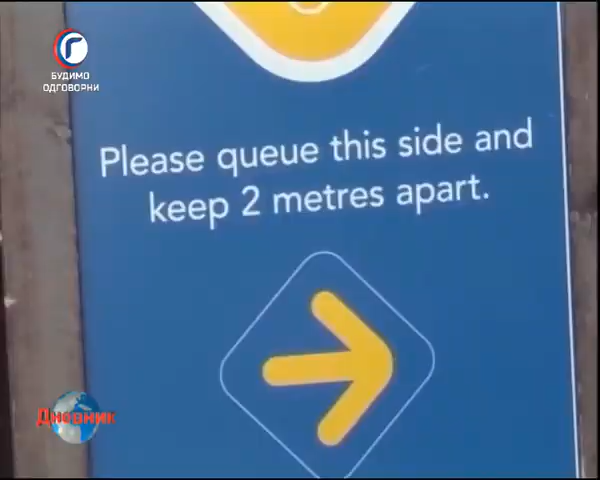 БУДИМО
ОДГОВОРНИ
Please queue this side and
keep 2 metres apart.
Дневник